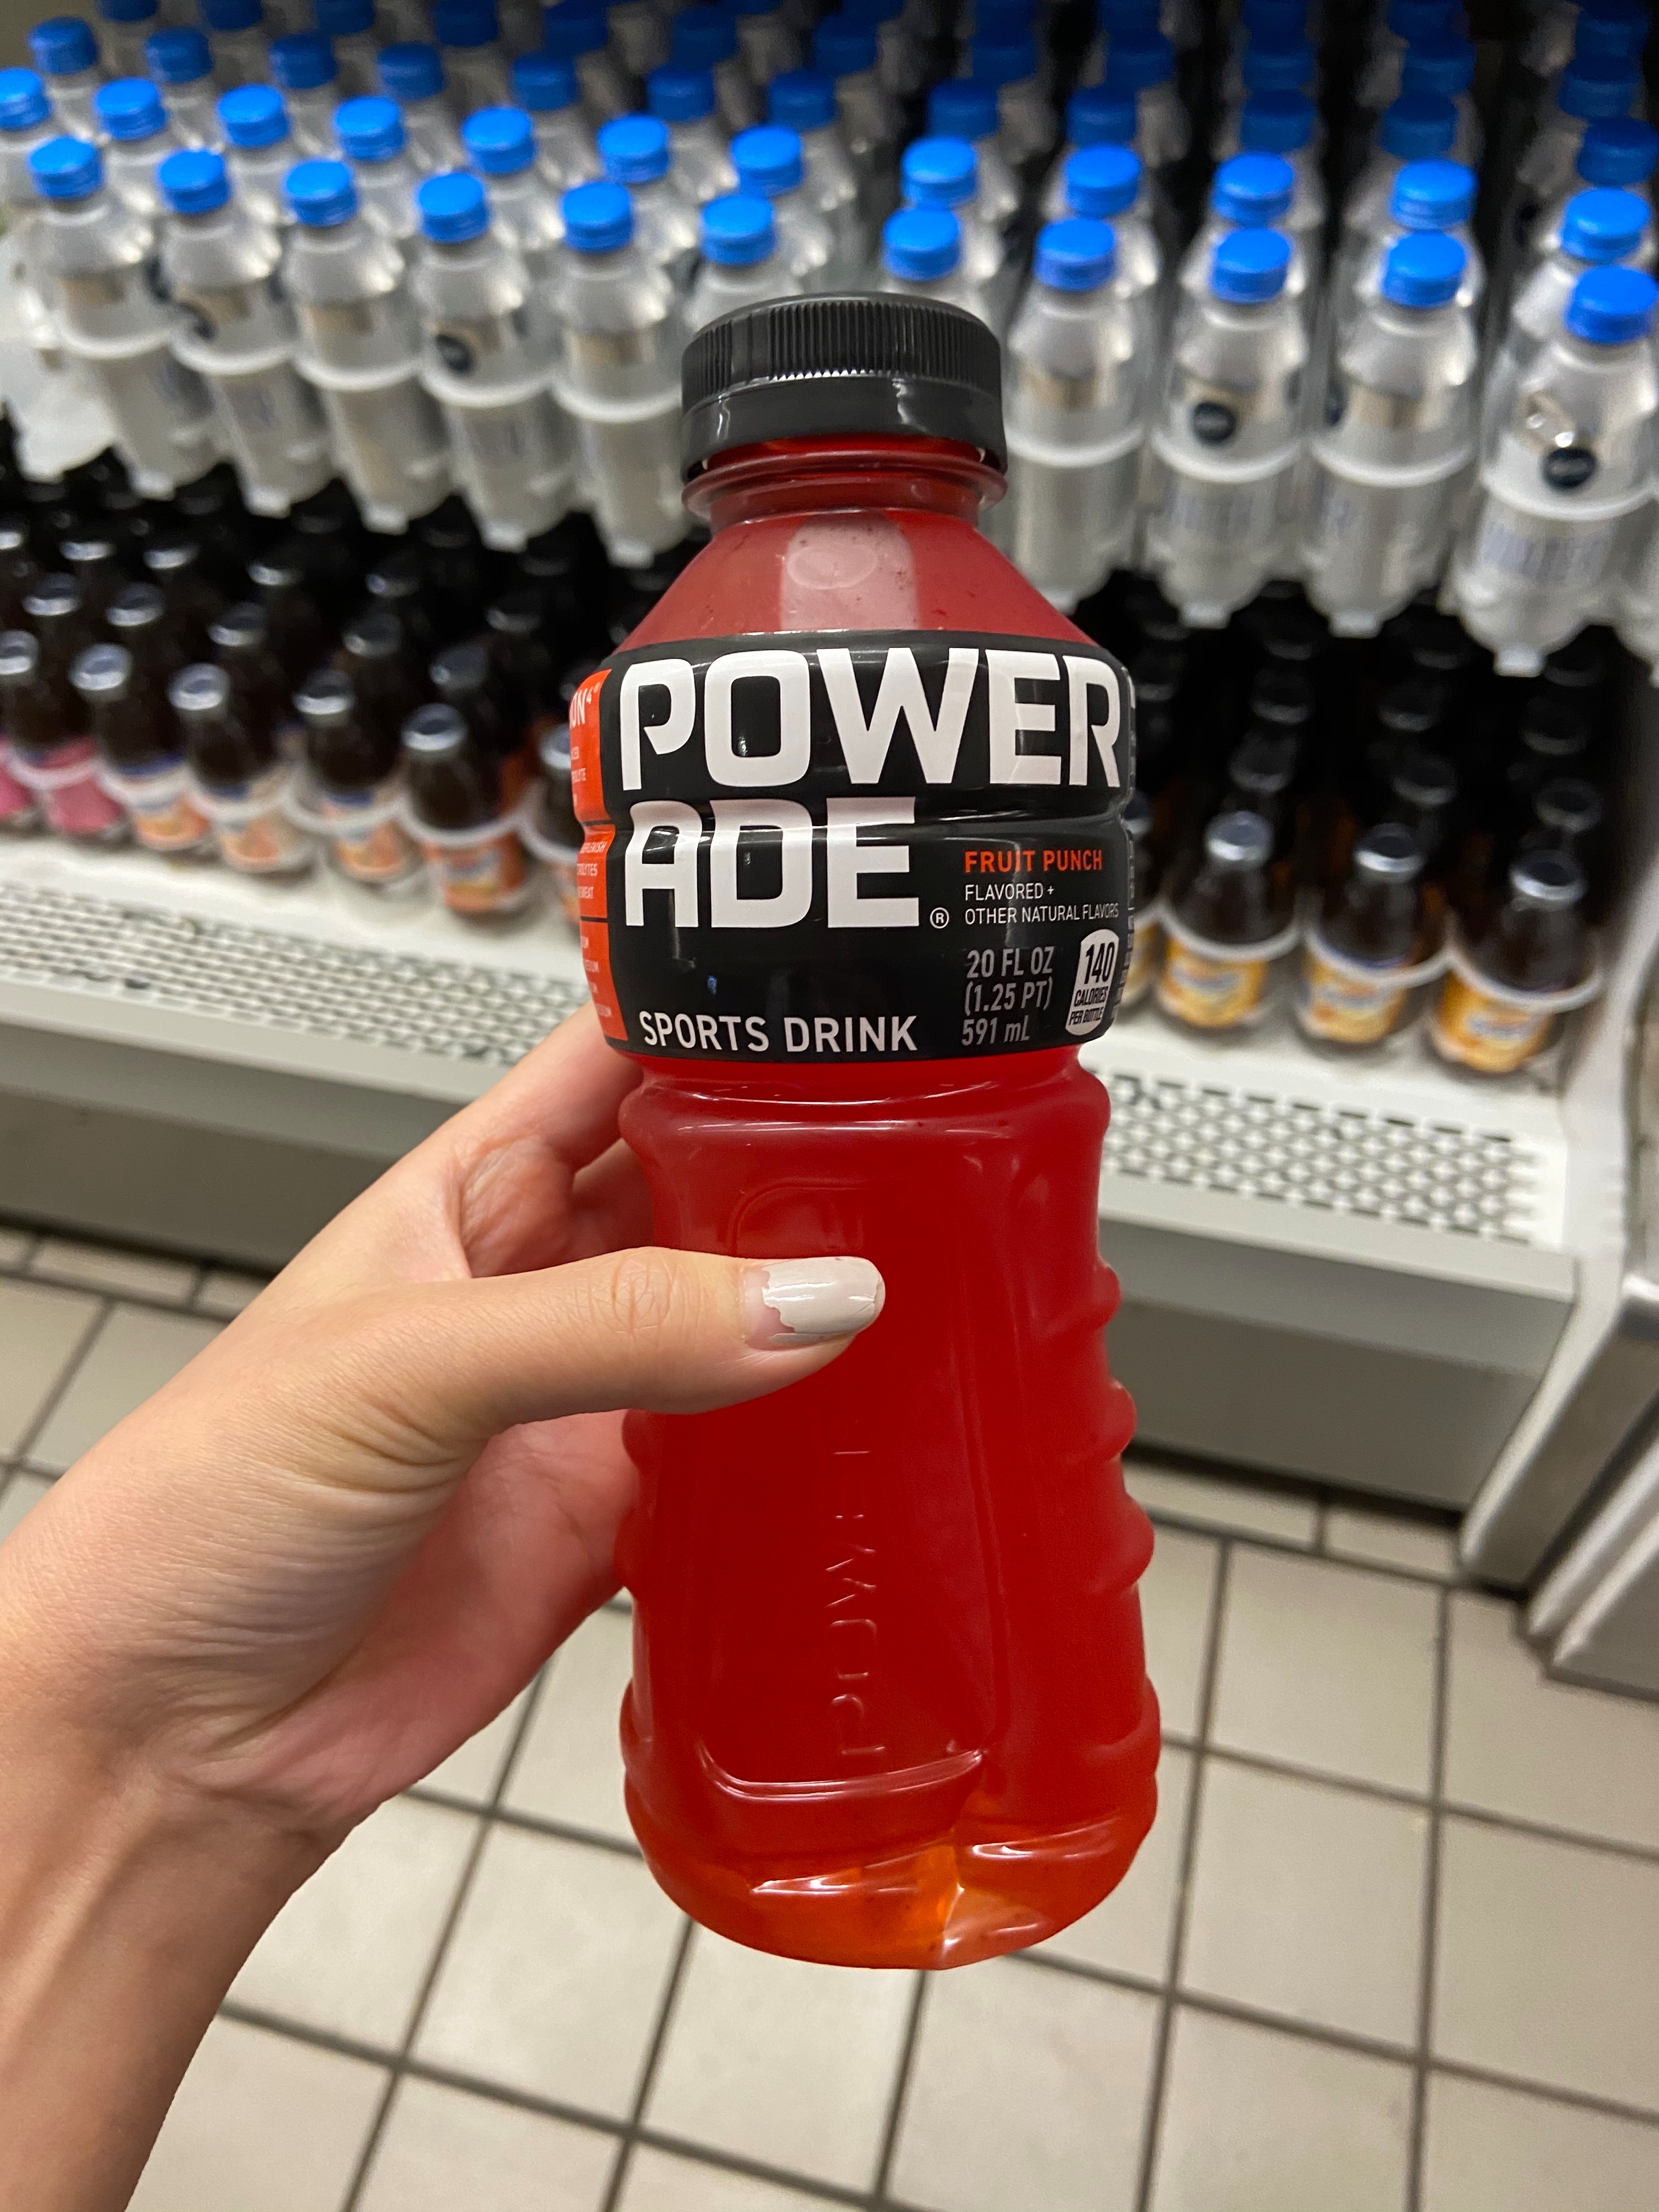 POWER
ADE®
FRUIT PUNCH
FLAVORED +
OTHER NATURAL FLAVORS
20 FL OZ
(1.25 PT)
591 mL
140
CALORIES
PER BOTTLE
SPORTS DRINK
POWE